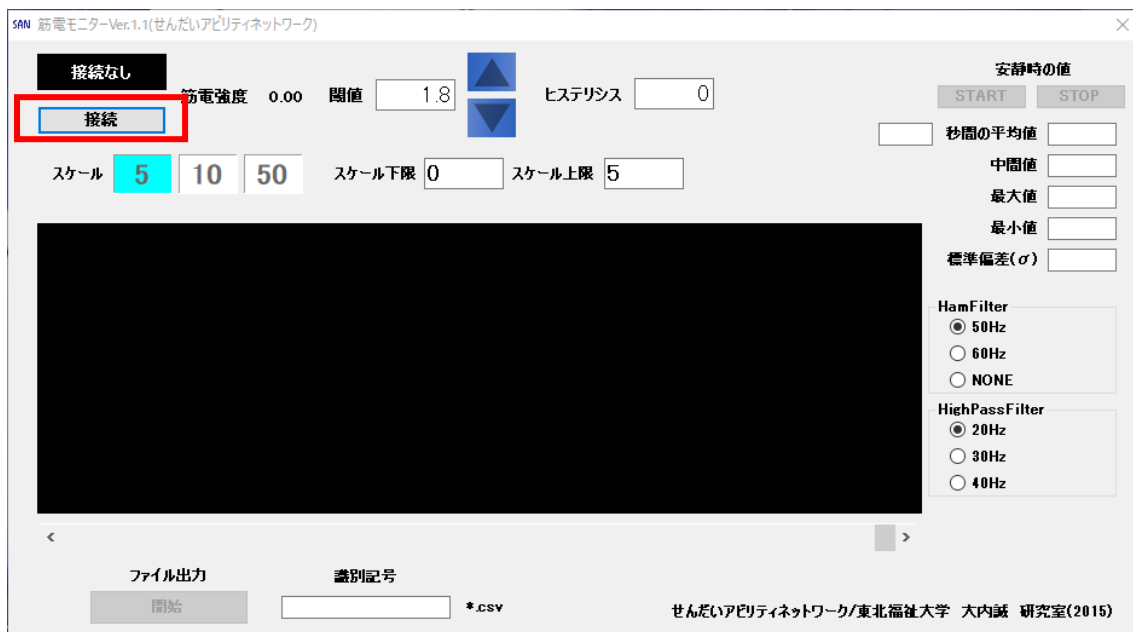 SAN 筋電モニターVer.1.1(せんだいアビリティネットワーク)
接続なし
接続
筋電強度 0.00 閾値 1.8 ヒステリシス 0
スケール 5 10 50 スケール下限 0 スケール上限 5
安静時の値
START STOP
秒間の平均値
中間値
最大値
最小値
標準偏差(σ)
HamFilter
50Hz
60Hz
NONE
HighPassFilter
20Hz
30Hz
40Hz
ファイル出力 識別記号
開始 *.csv
せんだいアビリティネットワーク/東北福祉大学 大内誠 研究室(2015)